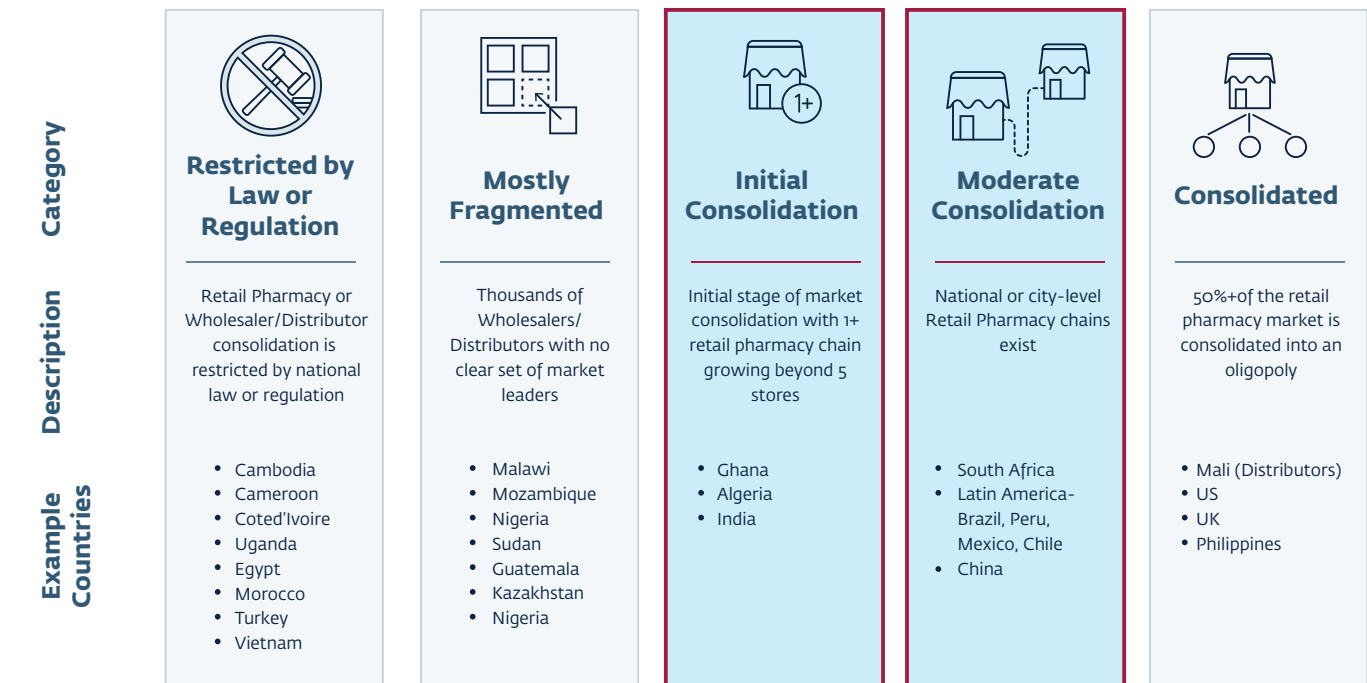 Category
Restricted by
Law or
Regulation
Mostly
Fragmented
1+
Initial
Consolidation
Moderate
Consolidation
Consolidated
Description
Retail Pharmacy or
Wholesaler/Distributor
consolidation is
restricted by national
law or regulation
Thousands of
Wholesalers/
Distributors with no
clear set of market
leaders
Initial stage of market
consolidation with 1+
retail pharmacy chain
growing beyond 5
stores
National or city-level
Retail Pharmacy chains
exist
50%+of the retail
pharmacy market is
consolidated into an
oligopoly
Example
Countries
• Cambodia
• Cameroon
• Coted'Ivoire
• Uganda
• Egypt
• Morocco
• Turkey
• Vietnam
• Malawi
• Mozambique
• Nigeria
• Sudan
• Guatemala
• Kazakhstan
• Nigeria
• Ghana
• Algeria
• India
• South Africa
• Latin America-
Brazil, Peru,
Mexico, Chile
• China
• Mali (Distributors)
• US
• UK
• Philippines